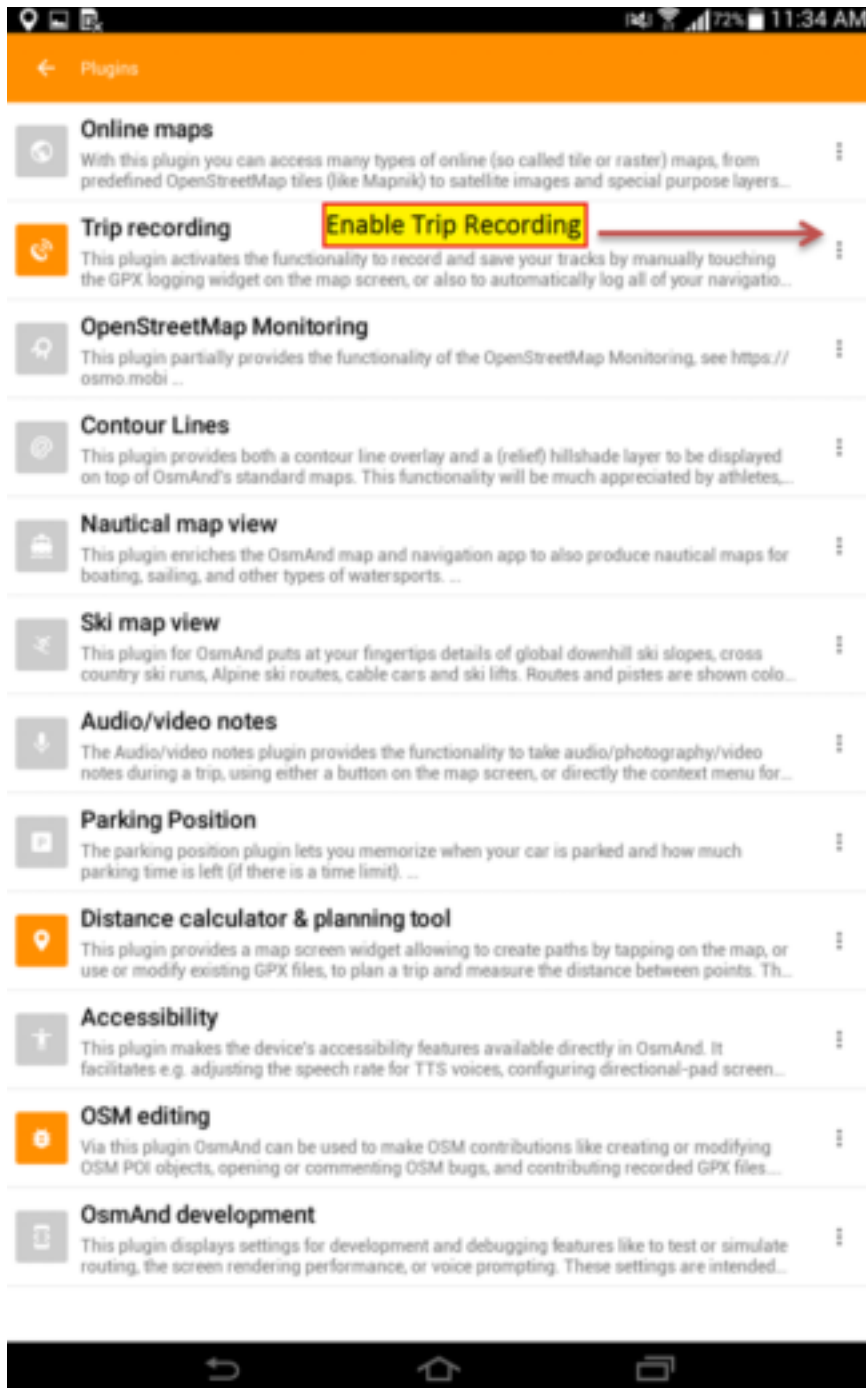 72% 11:34 AM
Plugins
Online maps
With this plugin you can access many types of online (so called tile or raster) maps, from
predefined OpenStreetMap tiles (like Mapnik) to satellite images and special purpose layers...
Trip recording
Enable Trip Recording
This plugin activates the functionality to record and save your tracks by manually touching
the GPX logging widget on the map screen, or also to automatically log all of your navigatio...
OpenStreetMap Monitoring
This plugin partially provides the functionality of the OpenStreetMap Monitoring, see https://
osmo.mobi ...
Contour Lines
This plugin provides both a contour line overlay and a (relief) hillshade layer to be displayed
on top of OsmAnd's standard maps. This functionality will be much appreciated by athletes,...
Nautical map view
This plugin enriches the OsmAnd map and navigation app to also produce nautical maps for
boating, sailing, and other types of watersports. ...
Ski map view
This plugin for OsmAnd puts at your fingertips details of global downhill ski slopes, cross
country ski runs, Alpine ski routes, cable cars and ski lifts. Routes and pistes are shown colo...
Audio/video notes
The Audio/video notes plugin provides the functionality to take audio/photography/video
notes during a trip, using either a button on the map screen, or directly the context menu for...
Parking Position
P
The parking position plugin lets you memorize when your car is parked and how much
parking time is left (if there is a time limit). ...
Distance calculator & planning tool
This plugin provides a map screen widget allowing to create paths by tapping on the map, or
use or modify existing GPX files, to plan a trip and measure the distance between points. Th...
Accessibility
This plugin makes the device's accessibility features available directly in OsmAnd. It
facilitates e.g. adjusting the speech rate for TTS voices, configuring directional-pad screen...
OSM editing
Via this plugin OsmAnd can be used to make OSM contributions like creating or modifying
OSM POI objects, opening or commenting OSM bugs, and contributing recorded GPX files....
OsmAnd development
This plugin displays settings for development and debugging features like to test or simulate
routing, the screen rendering performance, or voice prompting. These settings are intended...